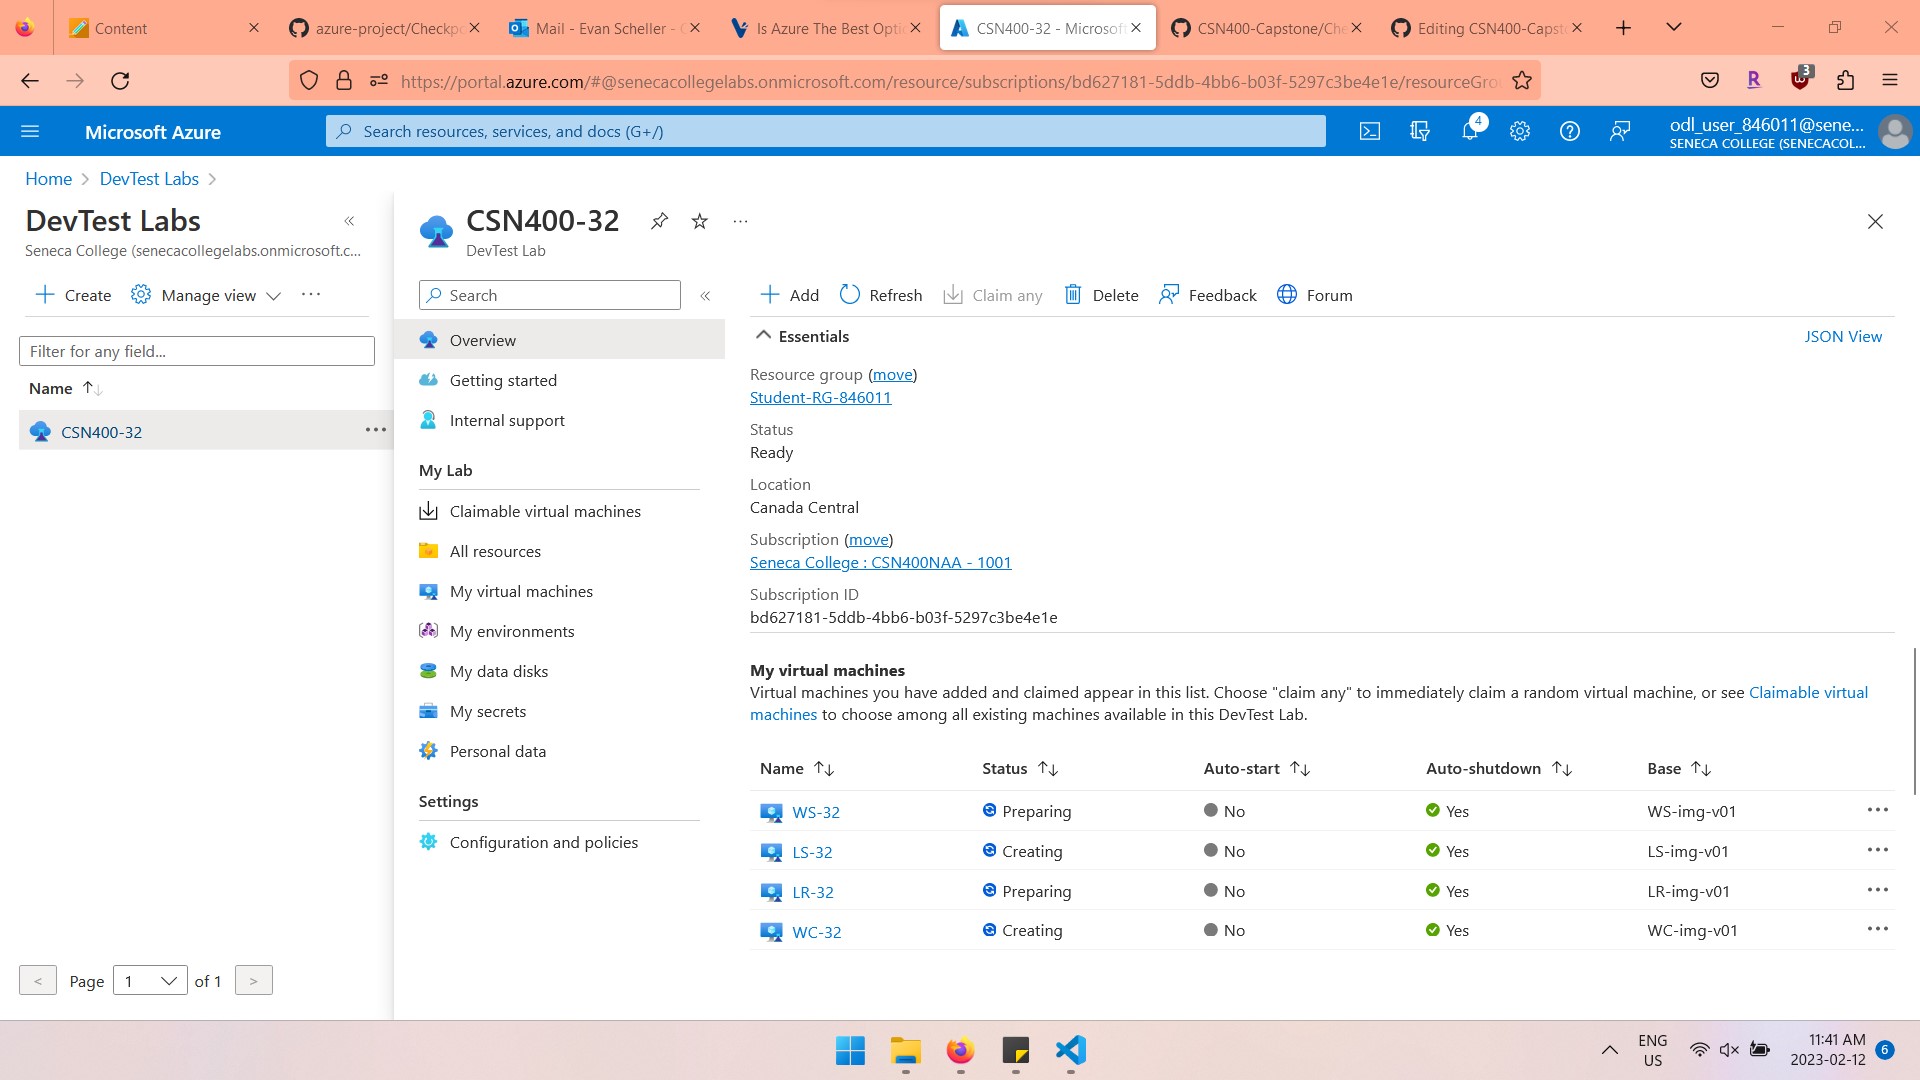 Content
azure-project/Checkpo
Mail - Evan Scheller -
Is Azure The Best Optio
CSN400-32 - Microsoft
CSN400-Capstone/Che
Editing CSN400-Capsto
https://portal.azure.com/#@senecacollegelabs.onmicrosoft.com/resource/subscriptions/bd627181-5ddb-4bb6-b03f-5297c3be4e1e/resourceGro
3
Microsoft Azure
Search resources, services, and docs (G+/)
4
odl_user_846011@sene...
SENECA COLLEGE (SENECACOL...
Home > DevTest Labs >
DevTest Labs
Seneca College (senecacollegelabs.onmicrosoft.c...
Create
Manage view
Filter for any field...
Name
CSN400-32
< Page 1 of 1 >
CSN400-32
DevTest Lab
Search
Overview
Getting started
Internal support
My Lab
Claimable virtual machines
All resources
My virtual machines
My environments
My data disks
My secrets
Personal data
Settings
Configuration and policies
Add Refresh Claim any Delete Feedback Forum
Essentials
JSON View
Resource group (move)
Student-RG-846011
Status
Ready
Location
Canada Central
Subscription (move)
Seneca College : CSN400NAA - 1001
Subscription ID
bd627181-5ddb-4bb6-b03f-5297c3be4e1e
My virtual machines
Virtual machines you have added and claimed appear in this list. Choose "claim any" to immediately claim a random virtual machine, or see Claimable virtual
machines to choose among all existing machines available in this DevTest Lab.
Name Status Auto-start Auto-shutdown Base
WS-32 Preparing No Yes WS-img-v01
LS-32 Creating No Yes LS-img-v01
LR-32 Preparing No Yes LR-img-v01
WC-32 Creating No Yes WC-img-v01
ENG
US
11:41 AM
2023-02-12
6